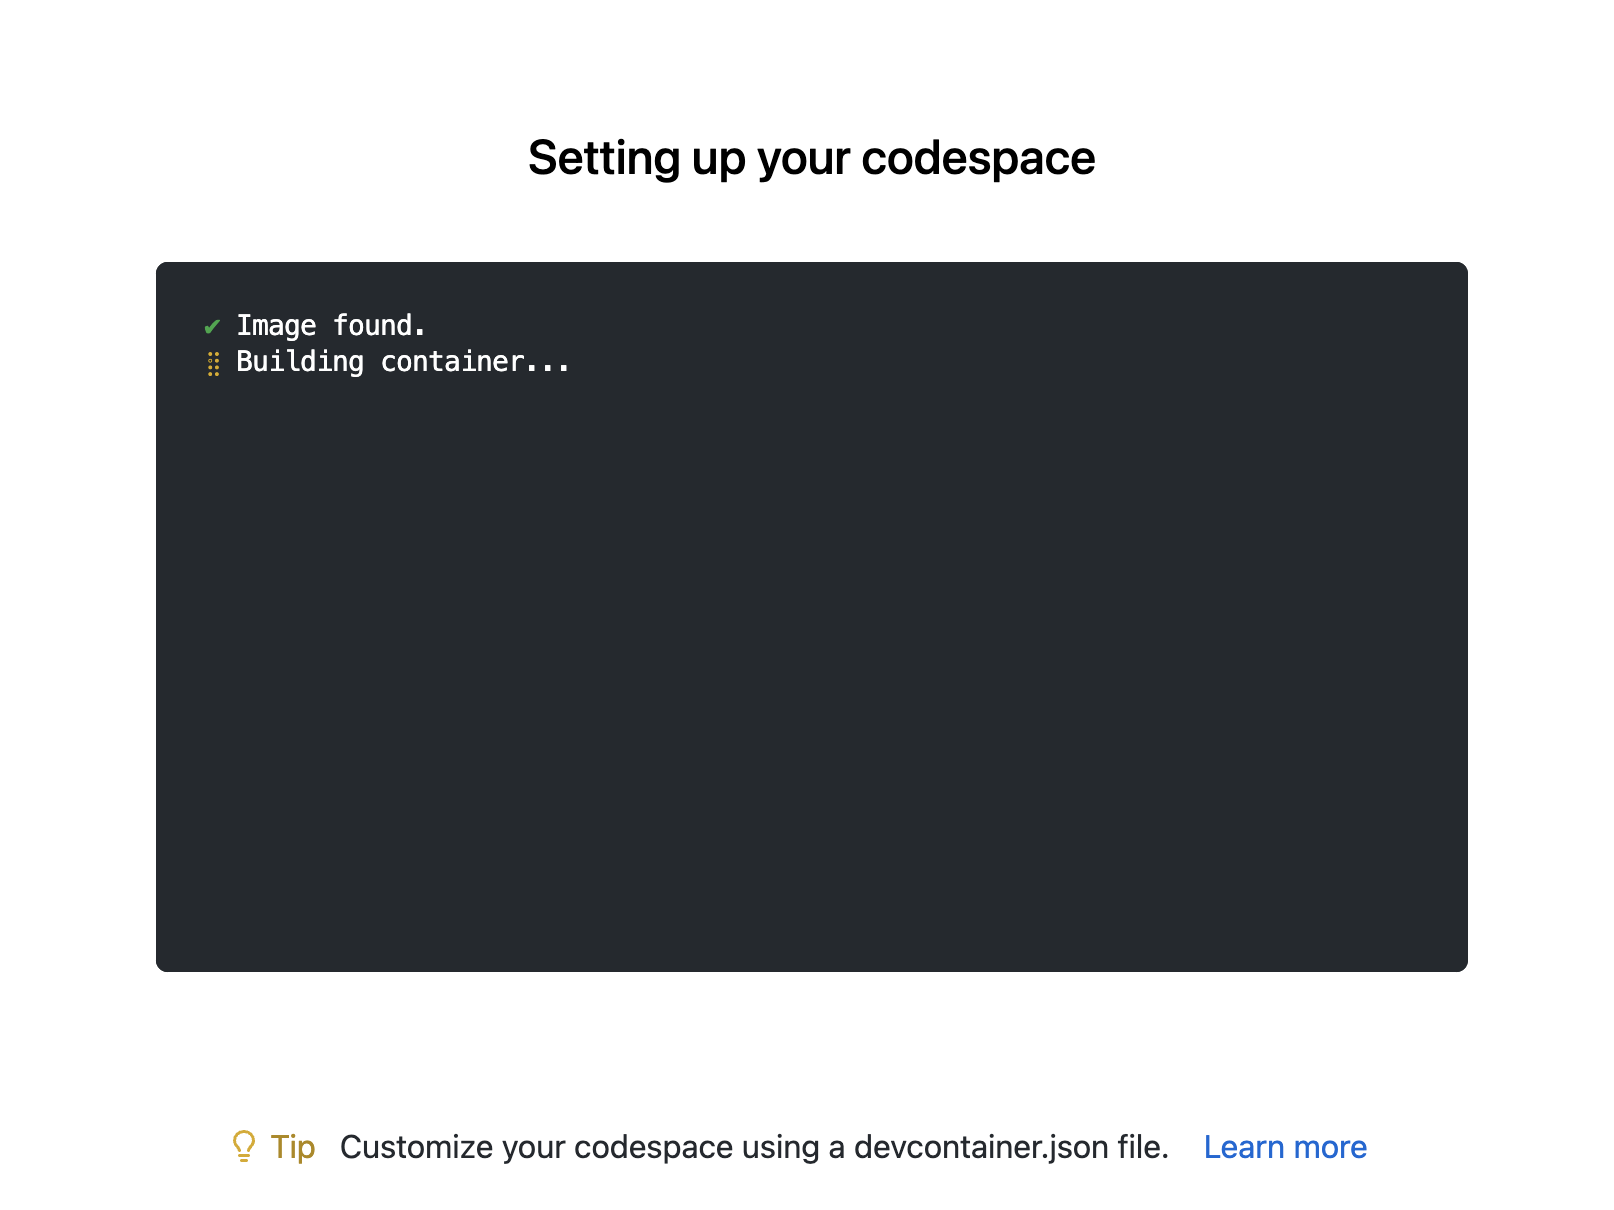 Setting up your codespace
✔ Image found.
⣿ Building container...
Tip Customize your codespace using a devcontainer.json file. Learn more